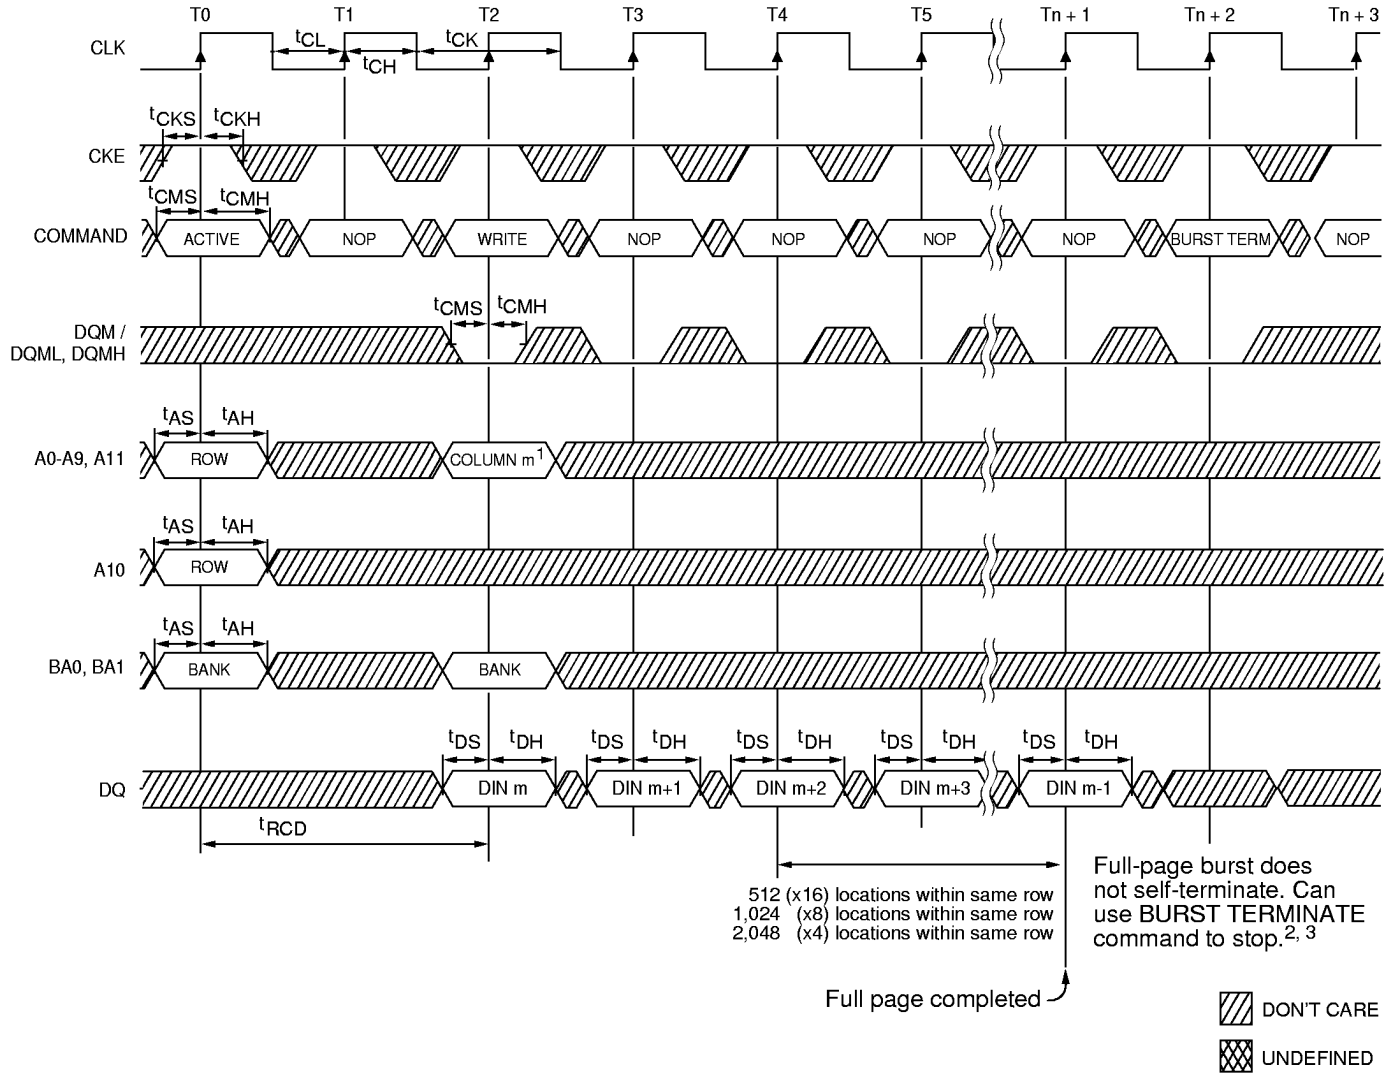 T0 T1 T2 T3 T4 T5 Tn + 1 Tn + 2 Tn + 3
CLK
tCL tCK
tCH
tCKS tCKH
CKE
tCMS tCMH
COMMAND ACTIVE NOP WRITE NOP NOP NOP NOP BURST TERM NOP
tCMS tCMH
DQM /
DQML, DQMH
tAS tAH
A0-A9, A11 ROW COLUMN m1
tAS tAH
A10 ROW
tAS tAH
BA0, BA1 BANK BANK
tDS tDH tDS tDH tDS tDH tDS tDH tDS tDH
DQ DIN m DIN m+1 DIN m+2 DIN m+3 DIN m-1
tRCD
512 (x16) locations within same row
1,024 (x8) locations within same row
2,048 (x4) locations within same row
Full-page burst does
not self-terminate. Can
use BURST TERMINATE
command to stop.2, 3
Full page completed
DON'T CARE
UNDEFINED